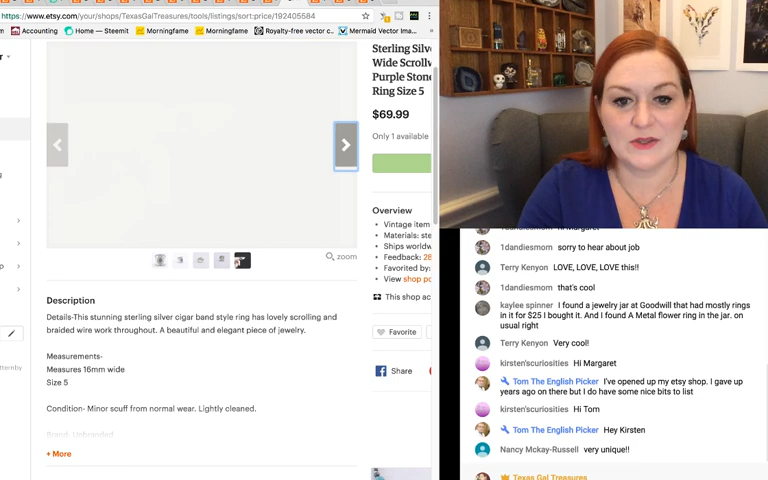 https://www.etsy.com/your/shops/TexasGalTreasures/tools/listings/sort:price/192405584
Accounting
Home — Steemit
Morningfame
Morningfame
Royalty-free vector c...
Mermaid Vector Ima...
Sterling Silve
Wide Scrollw
Purple Stone
Ring Size 5
$69.99
Only 1 available
zoom
Overview
• Vintage item
• Materials: ste
• Ships worldw
• Feedback: 28
• Favorited by:
• View shop po
This shop ac
Favorite
Share
Description
Details-This stunning sterling silver cigar band style ring has lovely scrolling and
braided wire work throughout. A beautiful and elegant piece of jewelry.
Measurements-
Measures 16mm wide
Size 5
Condition- Minor scuff from normal wear. Lightly cleaned.
Brand- Unbranded
+ More
1dandiesmom sorry to hear about job
Terry Kenyon LOVE, LOVE, LOVE this!!
1dandiesmom that's cool
kaylee spinner I found a jewelry jar at Goodwill that had mostly rings
in it for $25 I bought it. And I found A Metal flower ring in the jar. on
usual right
Terry Kenyon Very cool!
kirsten'scuriosities Hi Margaret
Tom The English Picker I've opened up my etsy shop. I gave up
years ago on there but I do have some nice bits to list
kirsten'scuriosities Hi Tom
Tom The English Picker Hey Kirsten
Nancy Mckay-Russell very unique!!
Texas Gal Treasures